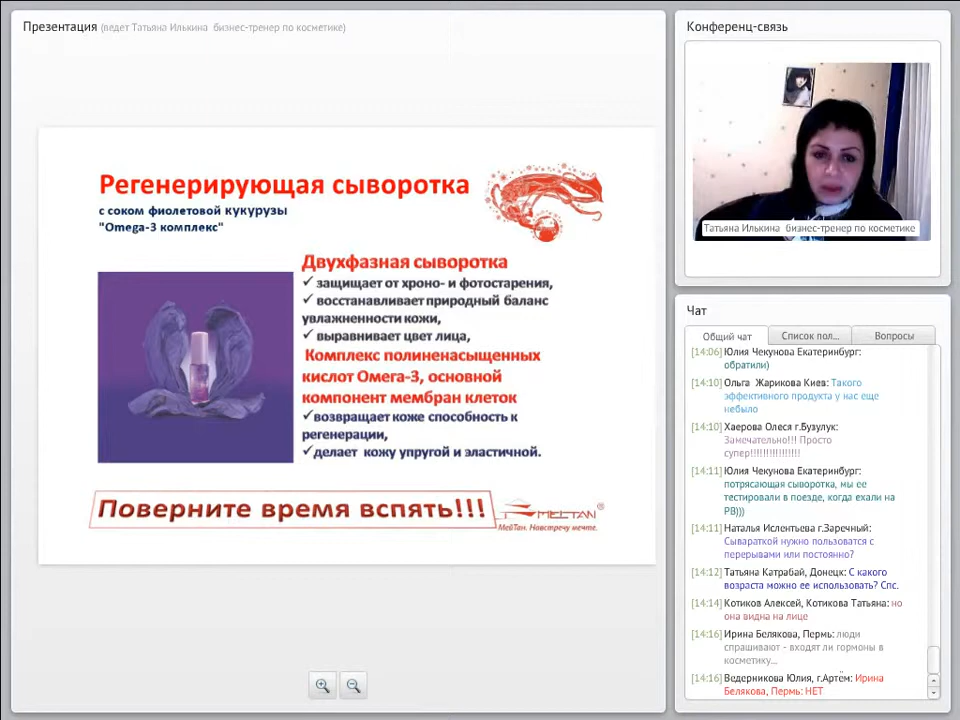 Презентация (ведет Татьяна Илькина бизнес-тренер по косметике)
Регенерирующая сыворотка
с соком фиолетовой кукурузы
"Omega-3 комплекс"
Двухфазная сыворотка
✓ защищает от хроно- и фотостарения,
✓ восстанавливает природный баланс
увлажненности кожи,
✓ выравнивает цвет лица,
Комплекс полиненасыщенных
кислот Омега-3, основной
компонент мембран клеток
✓возвращает коже способность к
регенерации,
✓делает кожу упругой и эластичной.
Поверните время вспять!!!
MEITAN®
МейТан. Навстречу мечте.
Конференц-связь
Татьяна Илькина бизнес-тренер по косметике
Чат
Общий чат
Список пол...
Вопросы
[14:06] Юлия Чекунова Екатеринбург:
обратили)
[14:10] Ольга Жарикова Киев: Такого
эффективного продукта у нас еще
небыло
[14:10] Хаерова Олеся г.Бузулук:
Замечательно!!! Просто
супер!!!!!!!!!!!!!!!!
[14:11] Юлия Чекунова Екатеринбург:
потрясающая сыворотка, мы ее
тестировали в поезде, когда ехали на
РВ)))
[14:11] Наталья Ислентьева г.Заречный:
Сывараткой нужно пользоватся с
перерывами или постоянно?
[14:12] Татьяна Катрабай, Донецк: С какого
возраста можно ее использовать? Спс.
[14:14] Котиков Алексей, Котикова Татьяна: но
она видна на лице
[14:16] Ирина Белякова, Пермь: люди
спрашивают - входят ли гормоны в
косметику...
[14:16] Ведерникова Юлия, г.Артём: Ирина
Белякова, Пермь: НЕТ